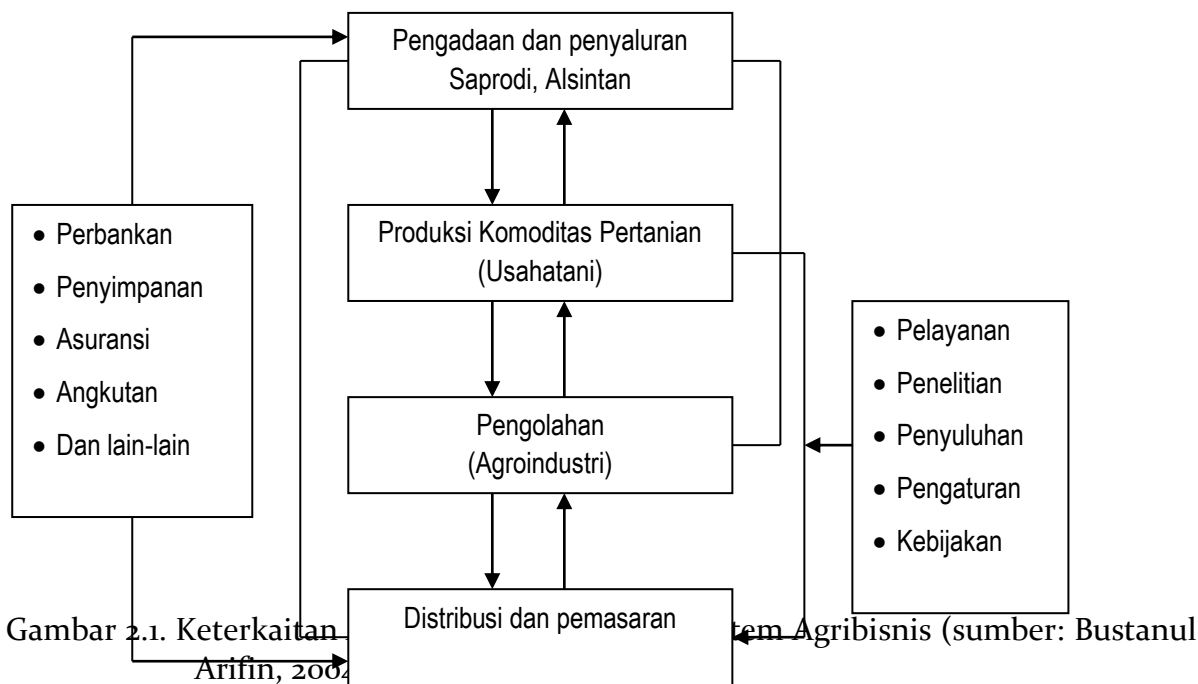 Pengadaan dan penyaluran
Saprodi, Alsintan
• Perbankan
• Penyimpanan
• Asuransi
• Angkutan
• Dan lain-lain
Produksi Komoditas Pertanian
(Usahatani)
Pengolahan
(Agroindustri)
Distribusi dan pemasaran
• Pelayanan
• Penelitian
• Penyuluhan
• Pengaturan
• Kebijakan
Gambar 2.1. Keterkaitan Agribisnis (sumber: Bustanul
Arifin,